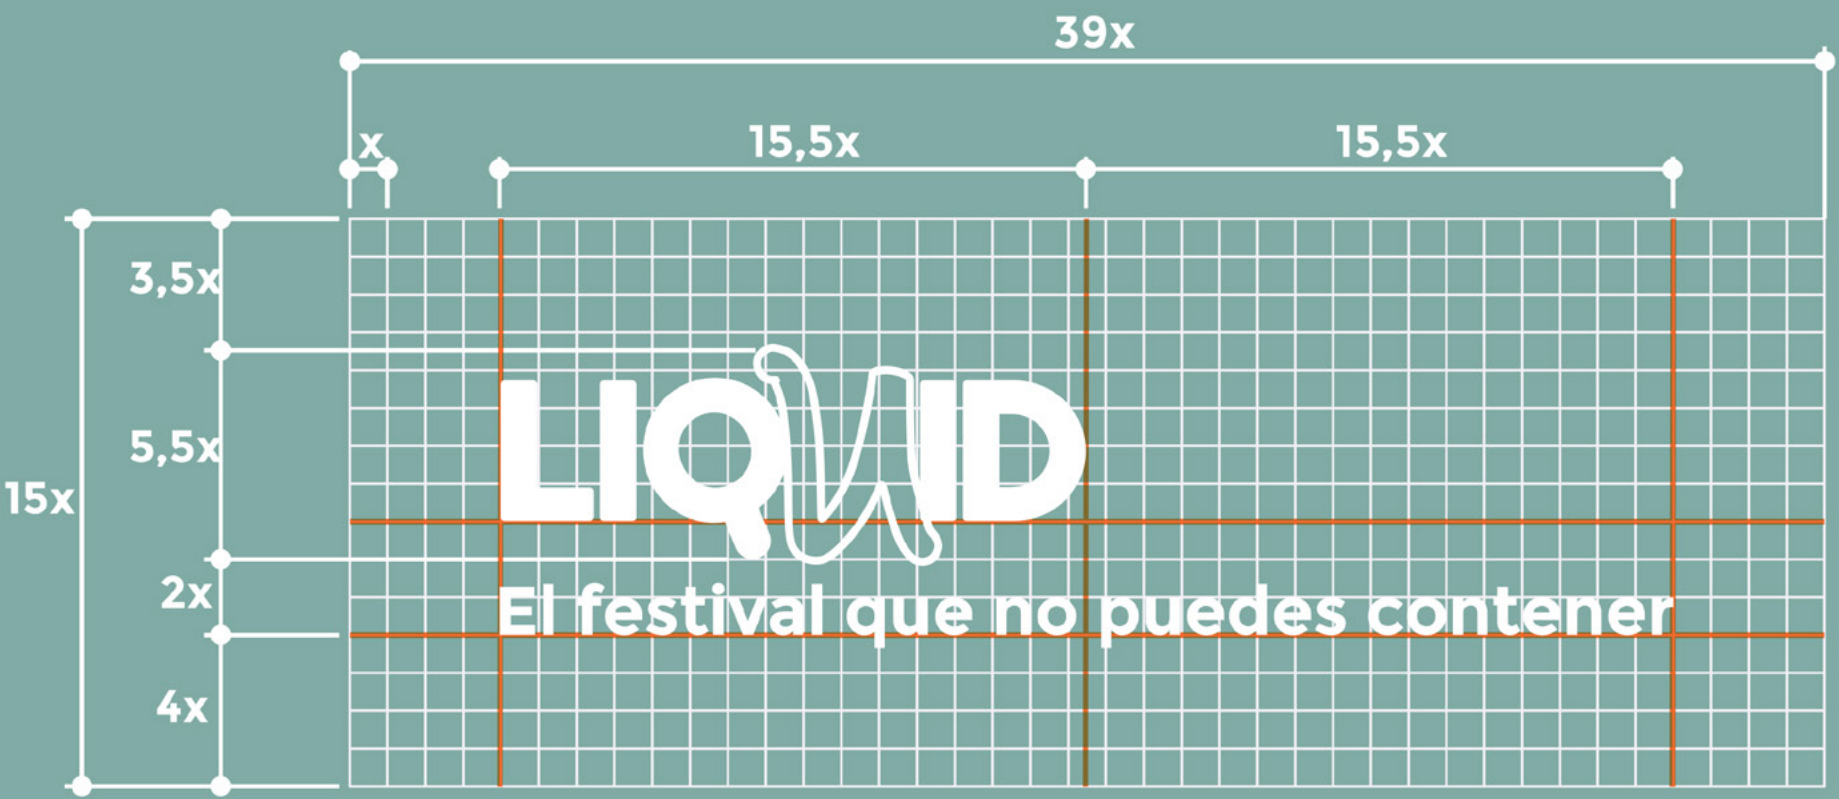 39x
x
15,5x
15,5x
3,5x
5,5x
15x
2x
4x
LIQUID
El festival que no puedes contener